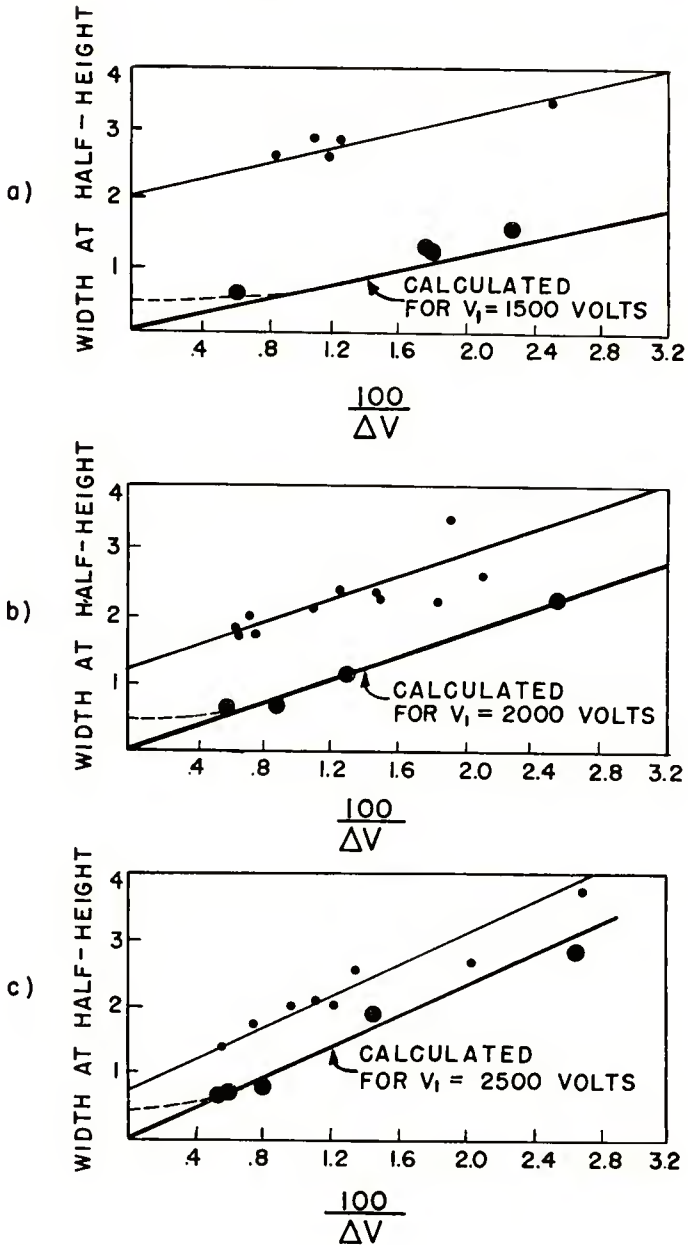 a)
WIDTH AT HALF-HEIGHT
4
3
2
1
CALCULATED
FOR V₁ = 1500 VOLTS
.4 .8 1.2 1.6 2.0 2.4 2.8 3.2
100
ΔV
b)
WIDTH AT HALF-HEIGHT
4
3
2
1
CALCULATED
FOR V₁ = 2000 VOLTS
.4 .8 1.2 1.6 2.0 2.4 2.8 3.2
100
ΔV
c)
WIDTH AT HALF-HEIGHT
4
3
2
1
CALCULATED
FOR V₁ = 2500 VOLTS
.4 .8 1.2 1.6 2.0 2.4 2.8 3.2
100
ΔV